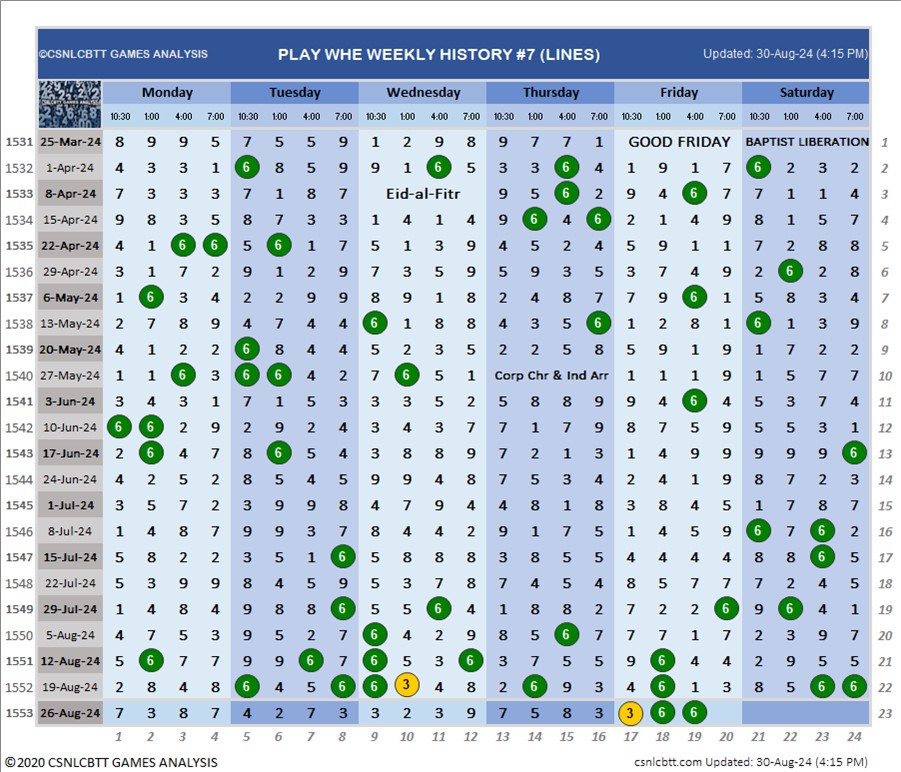 ©CSNLCBTT GAMES ANALYSIS PLAY WHE WEEKLY HISTORY #7 (LINES) Updated: 30-Aug-24 (4:15 PM)
CSNLCBTT GAMES ANALYSIS
Monday Tuesday Wednesday Thursday Friday Saturday
10:30 1:00 4:00 7:00 10:30 1:00 4:00 7:00 10:30 1:00 4:00 7:00 10:30 1:00 4:00 7:00 10:30 1:00 4:00 7:00 10:30 1:00 4:00 7:00
1531 25-Mar-24 8 9 9 5 7 5 5 9 1 2 9 8 9 7 7 1 GOOD FRIDAY BAPTIST LIBERATION 1
1532 1-Apr-24 4 3 3 1 6 8 5 9 9 1 6 5 3 3 6 4 1 9 1 7 6 2 3 2 2
1533 8-Apr-24 7 3 3 3 7 1 8 7 Eid-al-Fitr 9 5 6 2 9 4 6 7 7 1 1 4 3
1534 15-Apr-24 9 8 3 5 8 7 3 3 1 4 1 4 9 6 4 6 2 1 4 9 8 1 5 7 4
1535 22-Apr-24 4 1 6 6 5 6 1 7 5 1 3 9 4 5 2 4 5 9 1 1 7 2 8 8 5
1536 29-Apr-24 3 1 7 2 9 1 2 9 7 3 5 9 5 9 3 5 3 7 4 9 2 6 2 8 6
1537 6-May-24 1 6 3 4 2 2 9 9 8 9 1 8 2 4 8 7 7 9 6 1 5 8 3 4 7
1538 13-May-24 2 7 8 9 4 7 4 4 6 1 8 8 4 3 5 6 1 2 8 1 6 1 3 9 8
1539 20-May-24 4 1 2 2 6 8 4 4 5 2 3 5 2 2 5 8 5 9 1 9 1 7 2 2 9
1540 27-May-24 1 1 6 3 6 6 4 2 7 6 5 1 Corp Chr & Ind Arr 1 1 1 9 1 5 7 7 10
1541 3-Jun-24 3 4 3 1 7 1 5 3 3 3 5 2 5 8 8 9 9 4 6 4 5 3 7 4 11
1542 10-Jun-24 6 6 2 9 2 9 2 4 3 4 3 7 7 1 7 9 8 7 5 9 5 5 3 1 12
1543 17-Jun-24 2 6 4 7 8 6 5 4 3 8 8 9 7 2 1 3 1 4 9 9 9 9 9 6 13
1544 24-Jun-24 4 2 5 2 8 5 4 5 9 9 4 8 7 5 3 4 2 4 1 9 8 7 2 3 14
1545 1-Jul-24 3 5 7 2 3 9 9 8 4 7 9 4 4 8 1 8 3 8 4 5 1 7 8 7 15
1546 8-Jul-24 1 4 8 7 9 9 3 7 8 4 4 2 9 1 7 5 1 4 5 9 6 7 6 2 16
1547 15-Jul-24 5 8 2 2 3 5 1 6 5 8 8 8 3 8 5 5 4 4 4 4 8 8 6 5 17
1548 22-Jul-24 5 3 9 9 8 4 5 9 5 3 7 8 7 4 5 4 8 5 7 7 7 2 4 5 18
1549 29-Jul-24 1 4 8 4 9 8 8 6 5 5 6 4 1 8 8 2 7 2 2 6 9 6 4 1 19
1550 5-Aug-24 4 7 5 3 9 5 2 7 6 4 2 9 8 5 6 7 7 7 1 7 2 3 9 7 20
1551 12-Aug-24 5 6 7 7 9 9 6 7 6 5 3 6 3 7 5 5 9 6 4 4 2 9 5 5 21
1552 19-Aug-24 2 8 4 8 6 4 5 6 6 3 4 8 2 6 9 3 4 6 1 3 8 5 6 6 22
1553 26-Aug-24 7 3 8 7 4 2 7 3 3 2 3 9 7 5 8 3 3 6 6 23
1 2 3 4 5 6 7 8 9 10 11 12 13 14 15 16 17 18 19 20 21 22 23 24
©2020 CSNLCBTT GAMES ANALYSIS csnlcbtt.com Updated: 30-Aug-24 (4:15 PM)